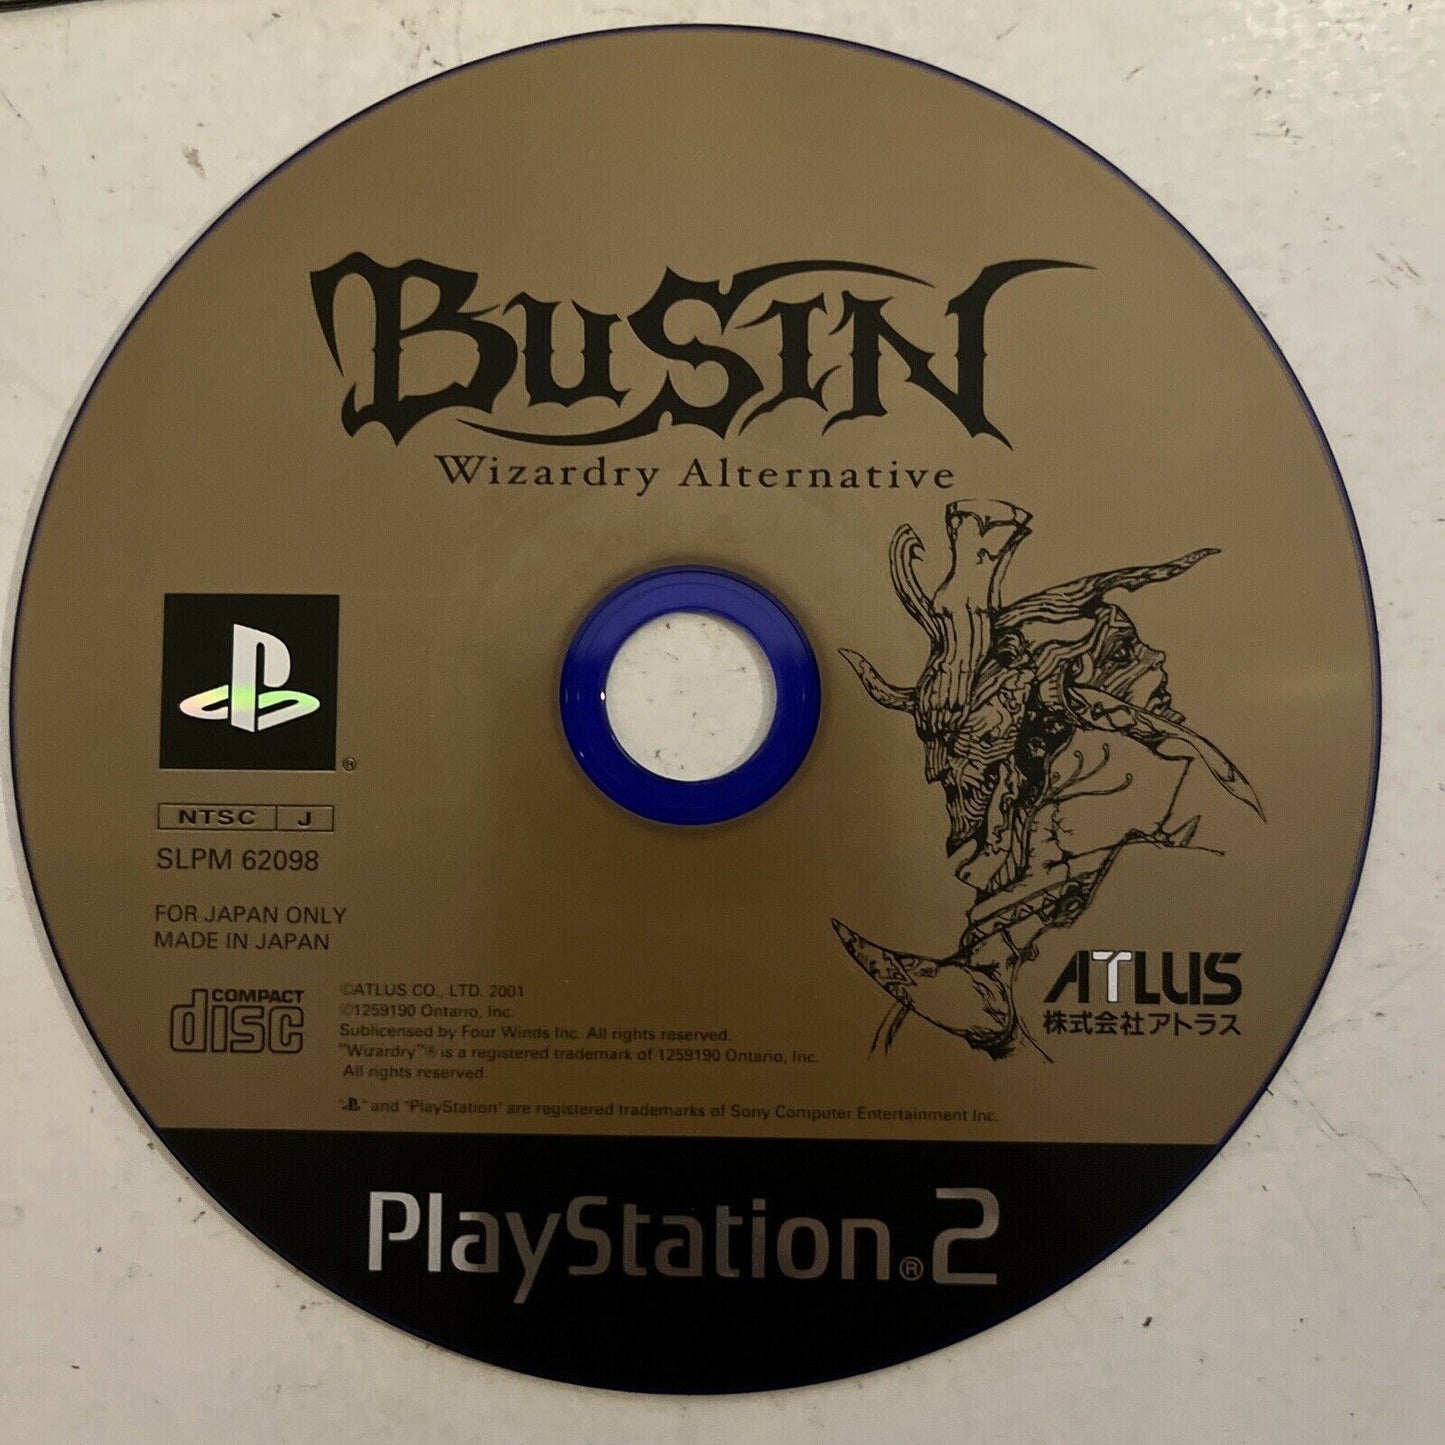 BUSIN
Wizardry Alternative
®
NTSC J
SLPM 62098
FOR JAPAN ONLY
MADE IN JAPAN
COMPACT
disc
©ATLUS CO., LTD. 2001
©1259190 Ontario, Inc.
Sublicensed by Four Winds Inc. All rights reserved.
"Wizardry"® is a registered trademark of 1259190 Ontario, Inc.
All rights reserved.
" " and "PlayStation" are registered trademarks of Sony Computer Entertainment Inc.
ATLUS
株式会社アトラス
PlayStation®2